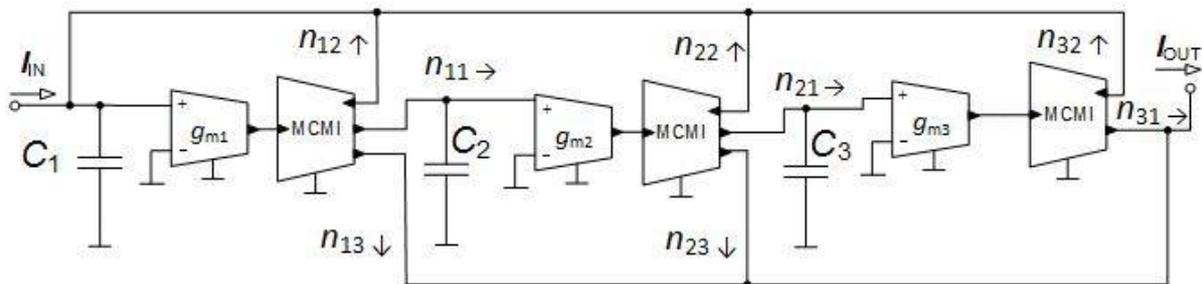 n12 ↑ n22 ↑ n32 ↑
IIN n11 → n21 → IOUT
+ + +
gm1 MCMI gm2 MCMI gm3 MCMI n31 →
- - -
C1 C2 C3
n13 ↓ n23 ↓